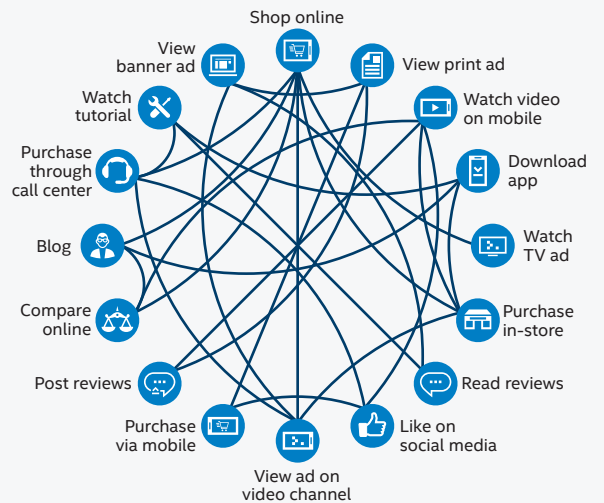 Shop online
View
banner ad
View print ad
Watch
tutorial
Watch video
on mobile
Purchase
through
call center
Download
app
Blog
Watch
TV ad
Compare
online
Purchase
in-store
Post reviews
Read reviews
Purchase
via mobile
Like on
social media
View ad on
video channel